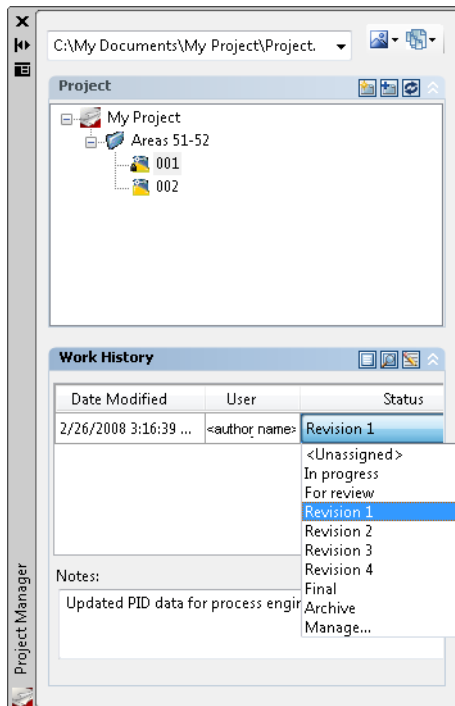 C:\My Documents\My Project\Project.
Project
My Project
Areas 51-52
001
002
Work History
Date Modified User Status
2/26/2008 3:16:39 ... <author name> Revision 1
<Unassigned>
In progress
For review
Revision 1
Revision 2
Revision 3
Revision 4
Final
Archive
Manage...
Notes:
Updated PID data for process engin
Project Manager